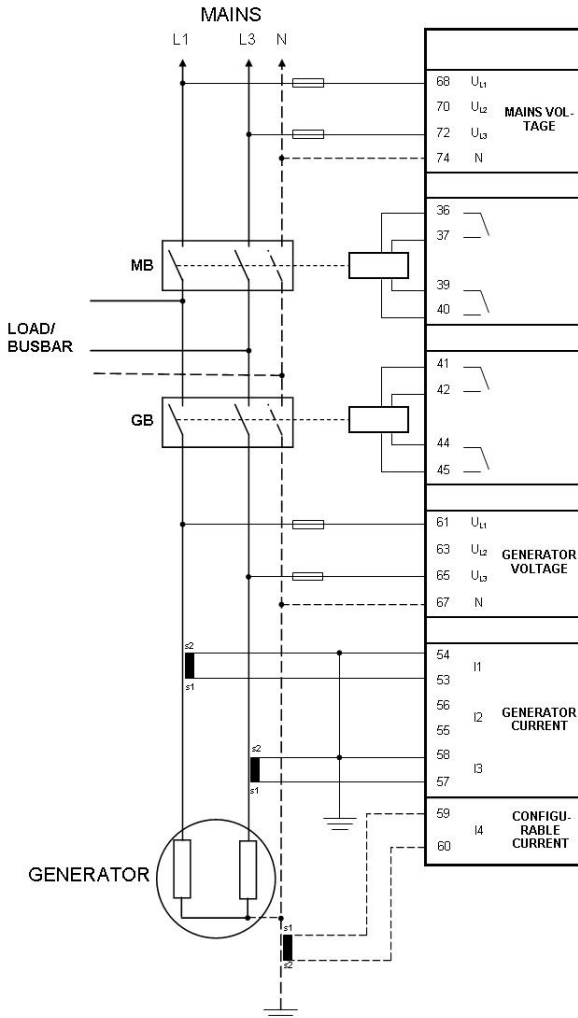 MAINS
L1 L3 N
68 UL1
70 UL2
72 UL3
74 N
MAINS VOL-
TAGE
36
37
MB
39
40
LOAD/
BUSBAR
41
42
GB
44
45
61 UL1
63 UL2
65 UL3
67 N
GENERATOR
VOLTAGE
s2
s1
54
53
I1
56
55
I2
GENERATOR
CURRENT
s2
s1
58
57
I3
59
60
I4
CONFIGU-
RABLE
CURRENT
GENERATOR
s1
s2